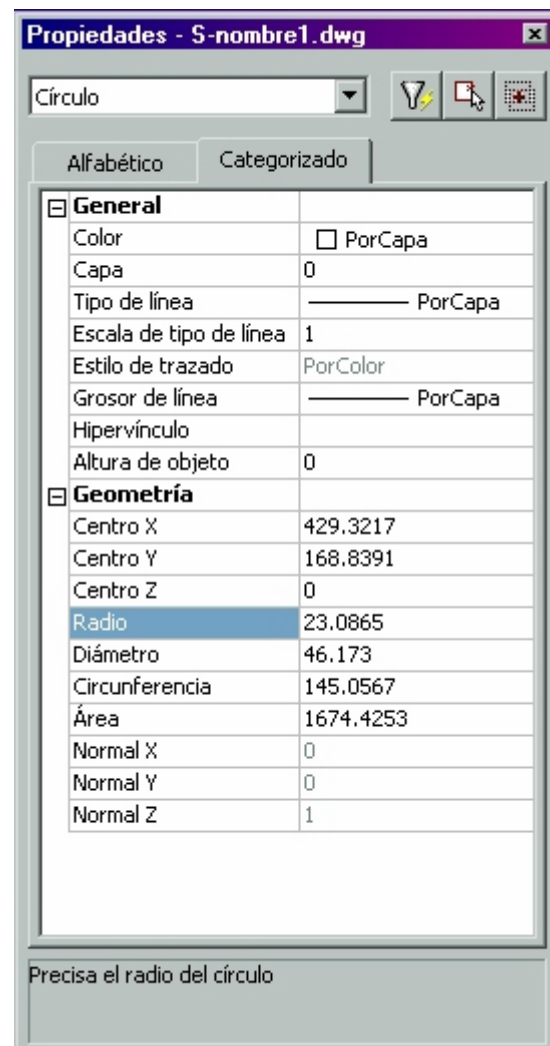 Propiedades - S-nombre1.dwg
Círculo
Alfabético Categorizado
General
Color PorCapa
Capa 0
Tipo de línea PorCapa
Escala de tipo de línea 1
Estilo de trazado PorColor
Grosor de línea PorCapa
Hipervínculo
Altura de objeto 0
Geometría
Centro X 429.3217
Centro Y 168.8391
Centro Z 0
Radio 23.0865
Diámetro 46.173
Circunferencia 145.0567
Área 1674.4253
Normal X 0
Normal Y 0
Normal Z 1
Precisa el radio del círculo